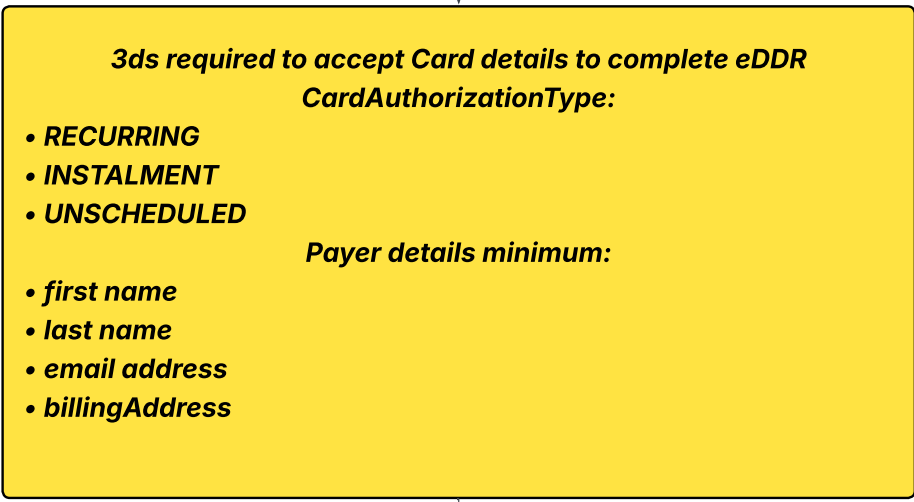 3ds required to accept Card details to complete eDDR
CardAuthorizationType:
• RECURRING
• INSTALMENT
• UNSCHEDULED
Payer details minimum:
• first name
• last name
• email address
• billingAddress